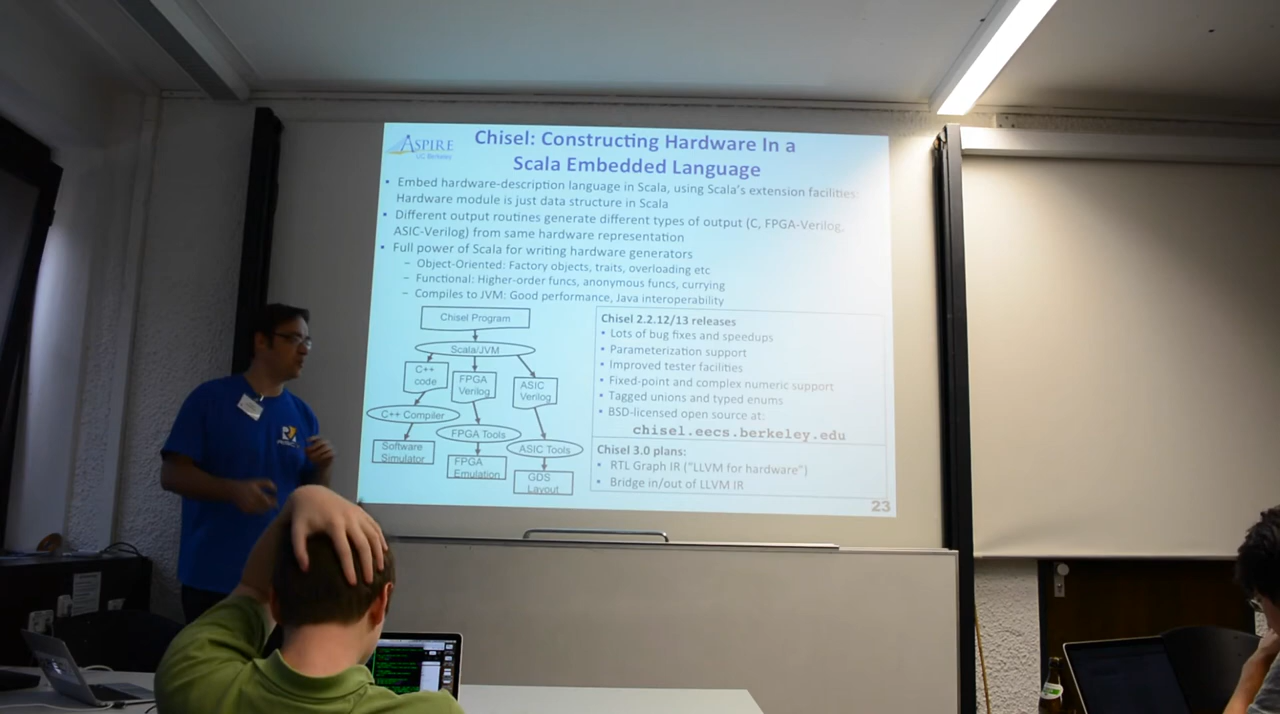 ASPIRE
UC Berkeley
Chisel: Constructing Hardware In a
Scala Embedded Language
• Embed hardware-description language in Scala, using Scala's extension facilities:
Hardware module is just data structure in Scala
• Different output routines generate different types of output (C, FPGA-Verilog,
ASIC-Verilog) from same hardware representation
• Full power of Scala for writing hardware generators
– Object-Oriented: Factory objects, traits, overloading etc
– Functional: Higher-order funcs, anonymous funcs, currying
– Compiles to JVM: Good performance, Java interoperability
Chisel Program
Scala/JVM
C++
code
FPGA
Verilog
ASIC
Verilog
C++ Compiler
FPGA Tools
ASIC Tools
Software
Simulator
FPGA
Emulation
GDS
Layout
Chisel 2.2.12/13 releases
• Lots of bug fixes and speedups
• Parameterization support
• Improved tester facilities
• Fixed-point and complex numeric support
• Tagged unions and typed enums
• BSD-licensed open source at:
chisel.eecs.berkeley.edu
Chisel 3.0 plans:
• RTL Graph IR ("LLVM for hardware")
• Bridge in/out of LLVM IR
23